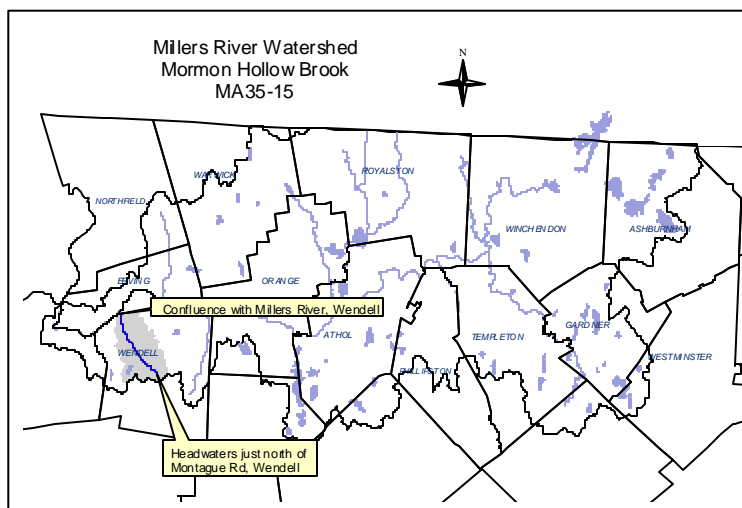 Millers River Watershed
Mormon Hollow Brook
MA35-15
N
WARWICK
ROYALSTON
NORTHFIELD
WINCHENDON
ASHBURNHAM
ERVING
ORANGE
Confluence with Millers River, Wendell
ATHOL
TEMPLETON
GARDNER
WENDELL
WESTMINSTER
PHILLIPSTON
Headwaters just north of
Montague Rd, Wendell